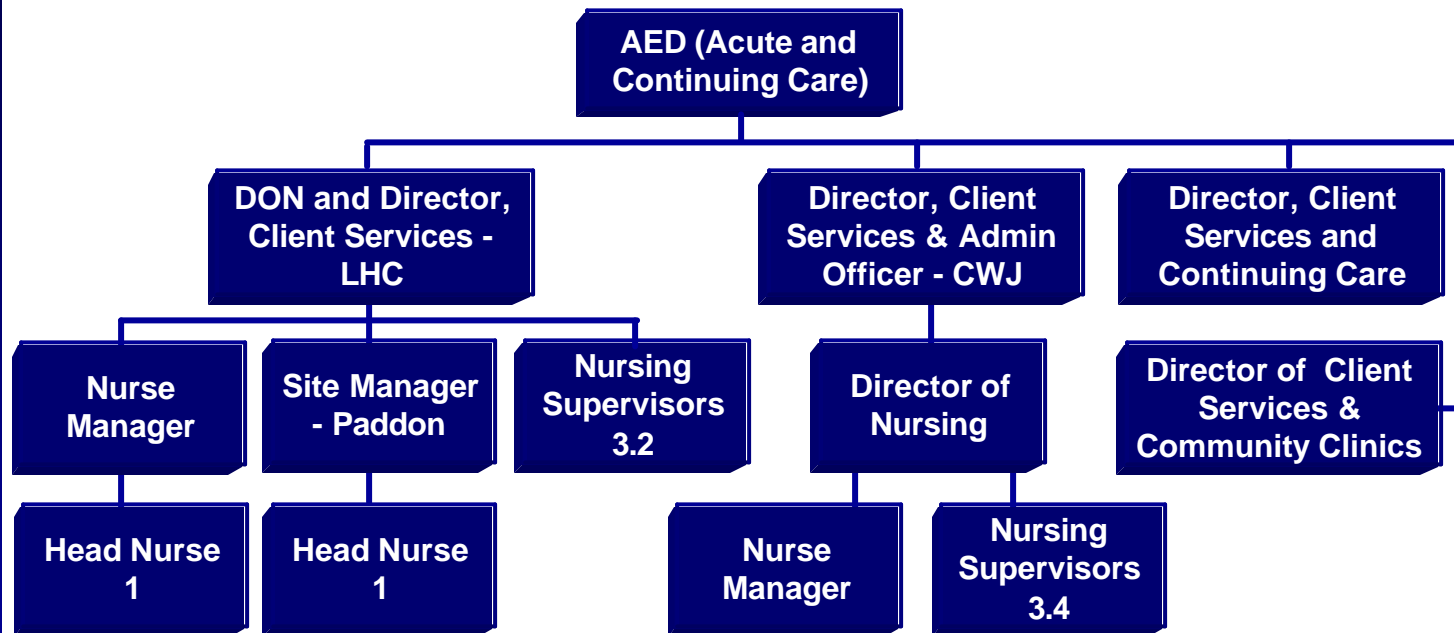 AED (Acute and
Continuing Care)
DON and Director,
Client Services -
LHC
Director, Client
Services & Admin
Officer - CWJ
Director, Client
Services and
Continuing Care
Nurse
Manager
Site Manager
- Paddon
Nursing
Supervisors
3.2
Director of
Nursing
Director of Client
Services &
Community Clinics
Head Nurse
1
Head Nurse
1
Nurse
Manager
Nursing
Supervisors
3.4